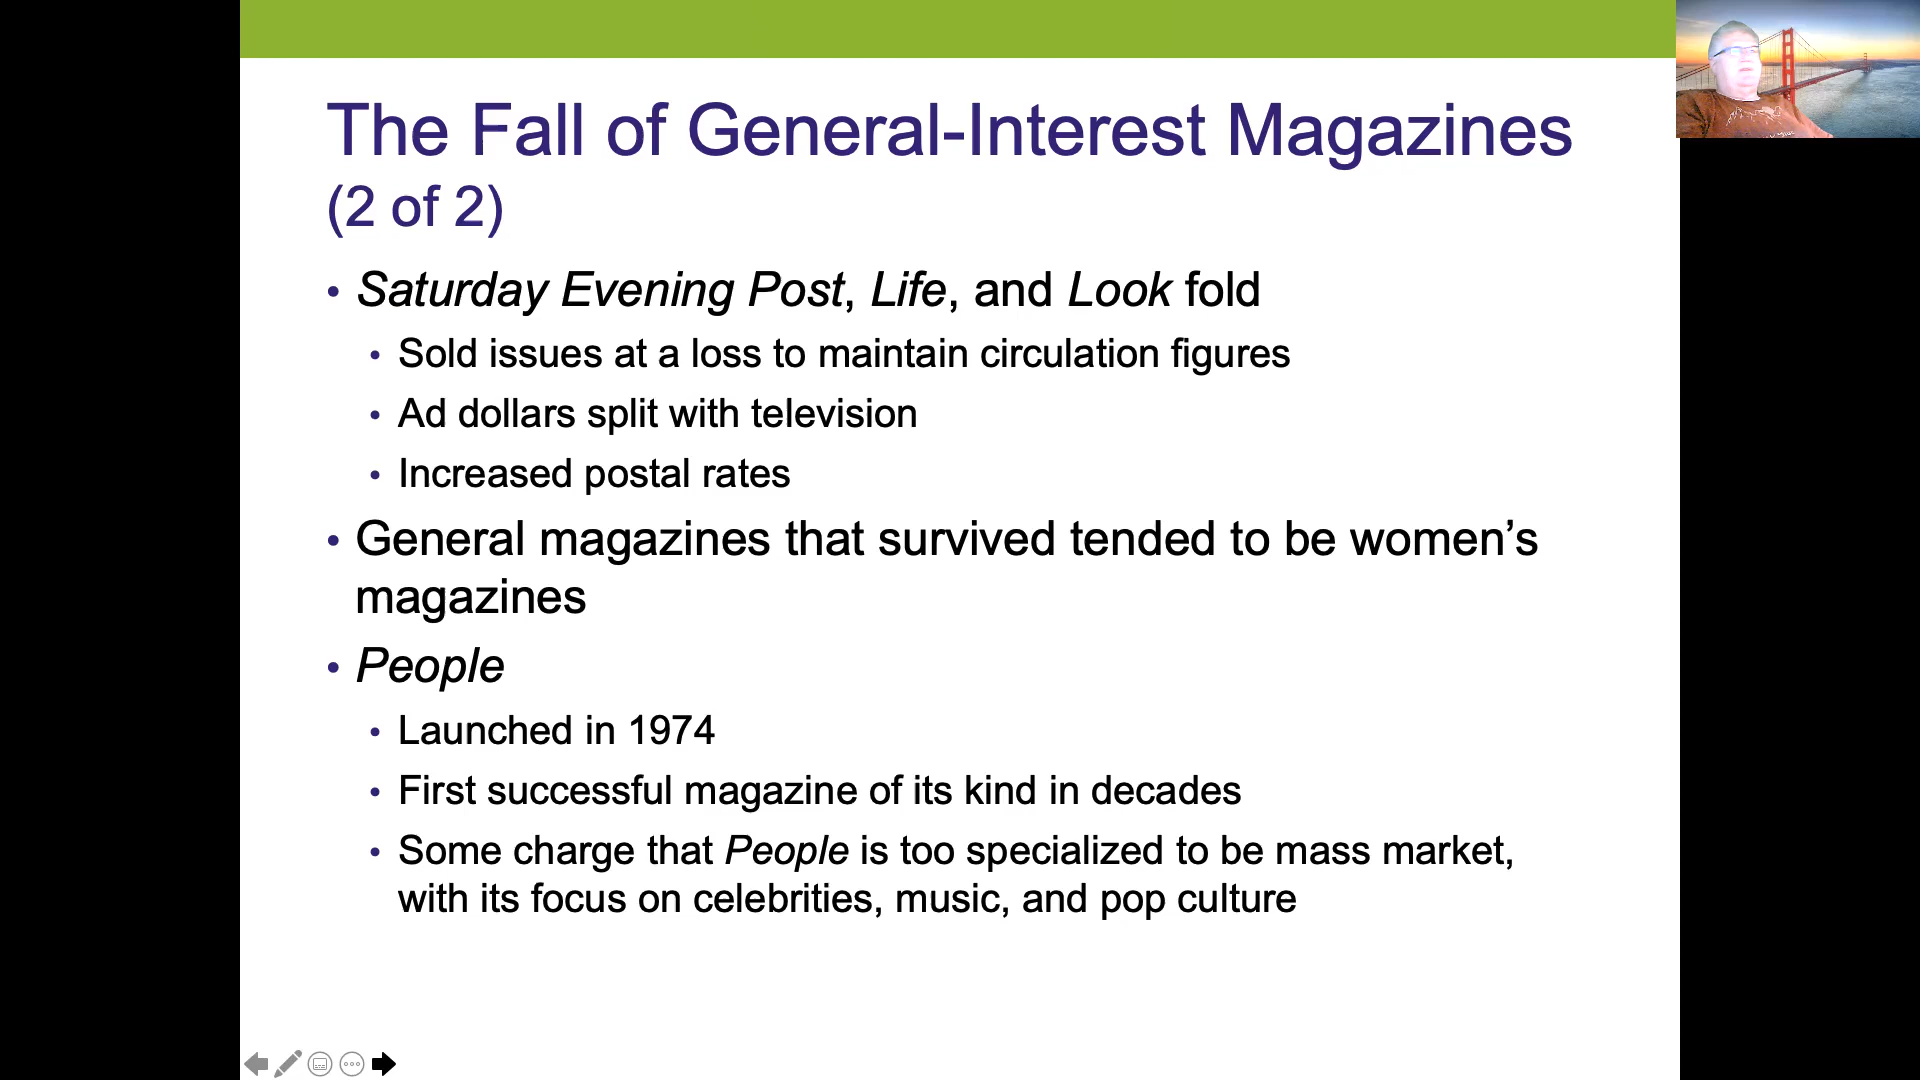 The Fall of General-Interest Magazines
(2 of 2)
• Saturday Evening Post, Life, and Look fold
• Sold issues at a loss to maintain circulation figures
• Ad dollars split with television
• Increased postal rates
• General magazines that survived tended to be women’s
magazines
• People
• Launched in 1974
• First successful magazine of its kind in decades
• Some charge that People is too specialized to be mass market,
with its focus on celebrities, music, and pop culture